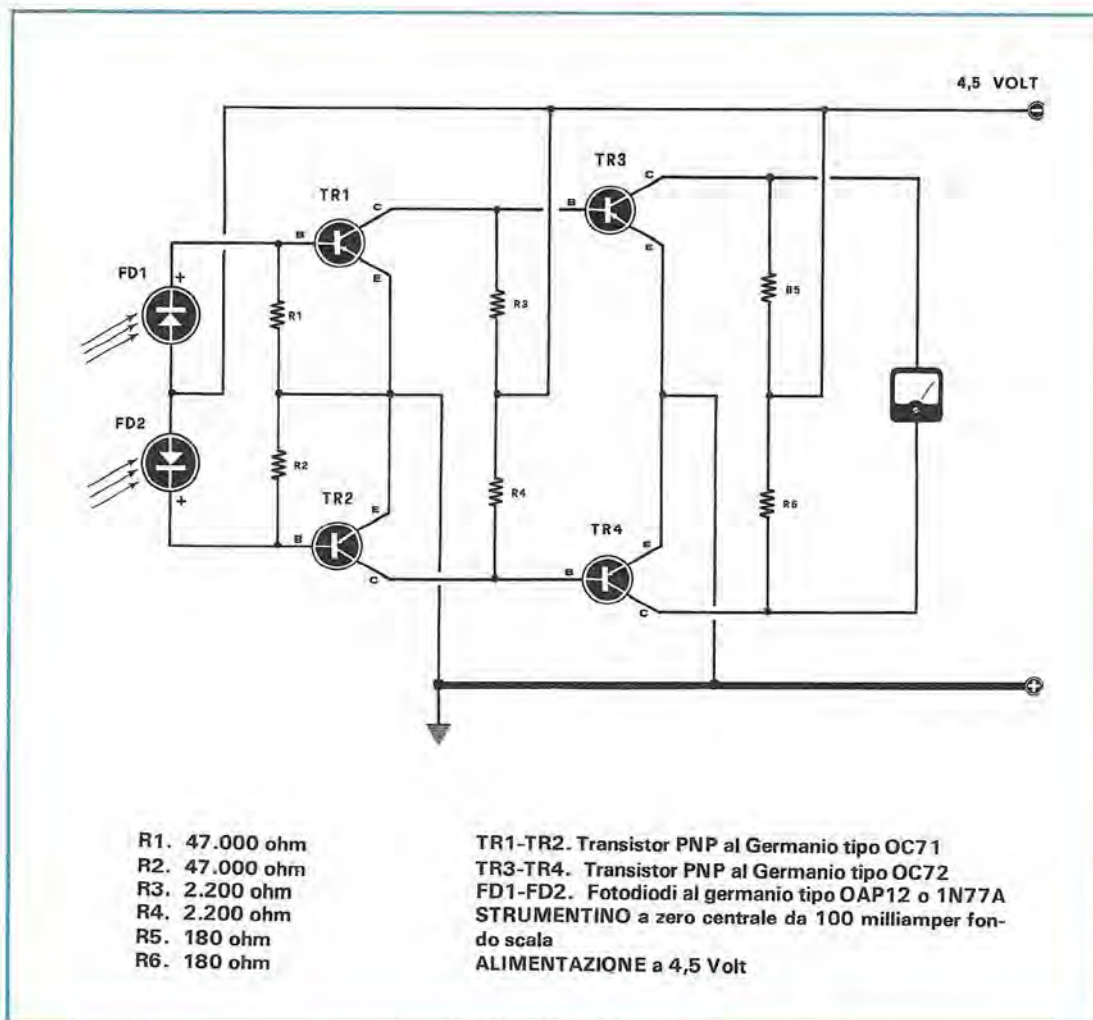 4,5 VOLT
TR3
C
TR1
C
B
B
E
FD1
+
E
R1
R3
R5
FD2
R2
R4
R6
TR2
E
TR4
+
B
E
C
B
C
R1. 47.000 ohm
R2. 47.000 ohm
R3. 2.200 ohm
R4. 2.200 ohm
R5. 180 ohm
R6. 180 ohm
TR1-TR2. Transistor PNP al Germanio tipo OC71
TR3-TR4. Transistor PNP al Germanio tipo OC72
FD1-FD2. Fotodiodi al germanio tipo OAP12 o 1N77A
STRUMENTINO a zero centrale da 100 milliamper fon-
do scala
ALIMENTAZIONE a 4,5 Volt